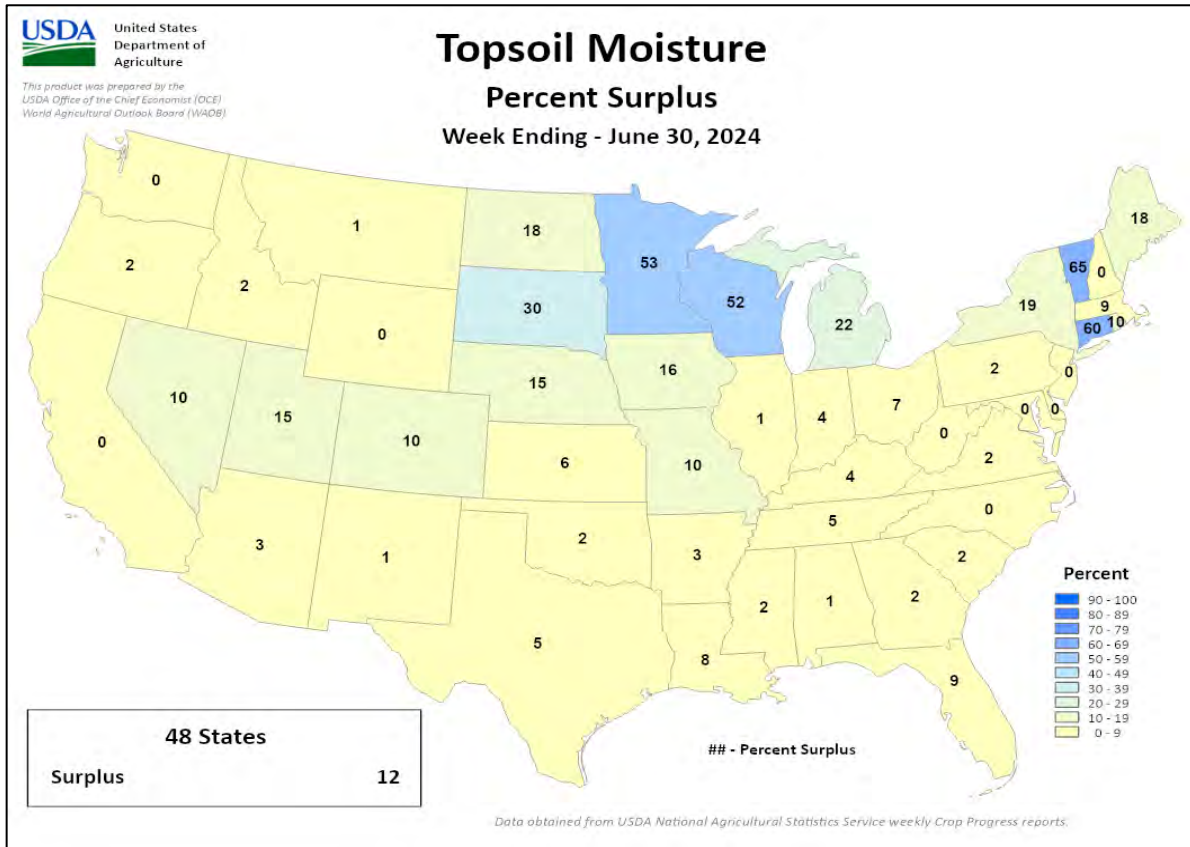 USDA
United States
Department of
Agriculture
This product was prepared by the
USDA Office of the Chief Economist (OCE)
World Agricultural Outlook Board (WAOB)
Topsoil Moisture
Percent Surplus
Week Ending - June 30, 2024
0
1
18
53
18
2
2
65
0
30
52
19
9
0
22
60
10
10
15
16
2
0
15
10
1
4
7
0
0
0
0
6
10
4
2
3
1
2
3
5
0
2
2
1
2
5
8
9
Percent
90 - 100
80 - 89
70 - 79
60 - 69
50 - 59
40 - 49
30 - 39
20 - 29
10 - 19
0 - 9
48 States
Surplus 12
## - Percent Surplus
Data obtained from USDA National Agricultural Statistics Service weekly Crop Progress reports.